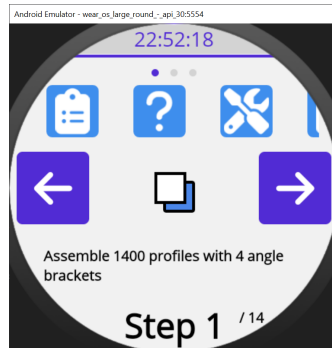 Android Emulator - wear_os_large_round_-_api_30:5554
22:52:18
?
Assemble 1400 profiles with 4 angle
brackets
Step 1 / 14